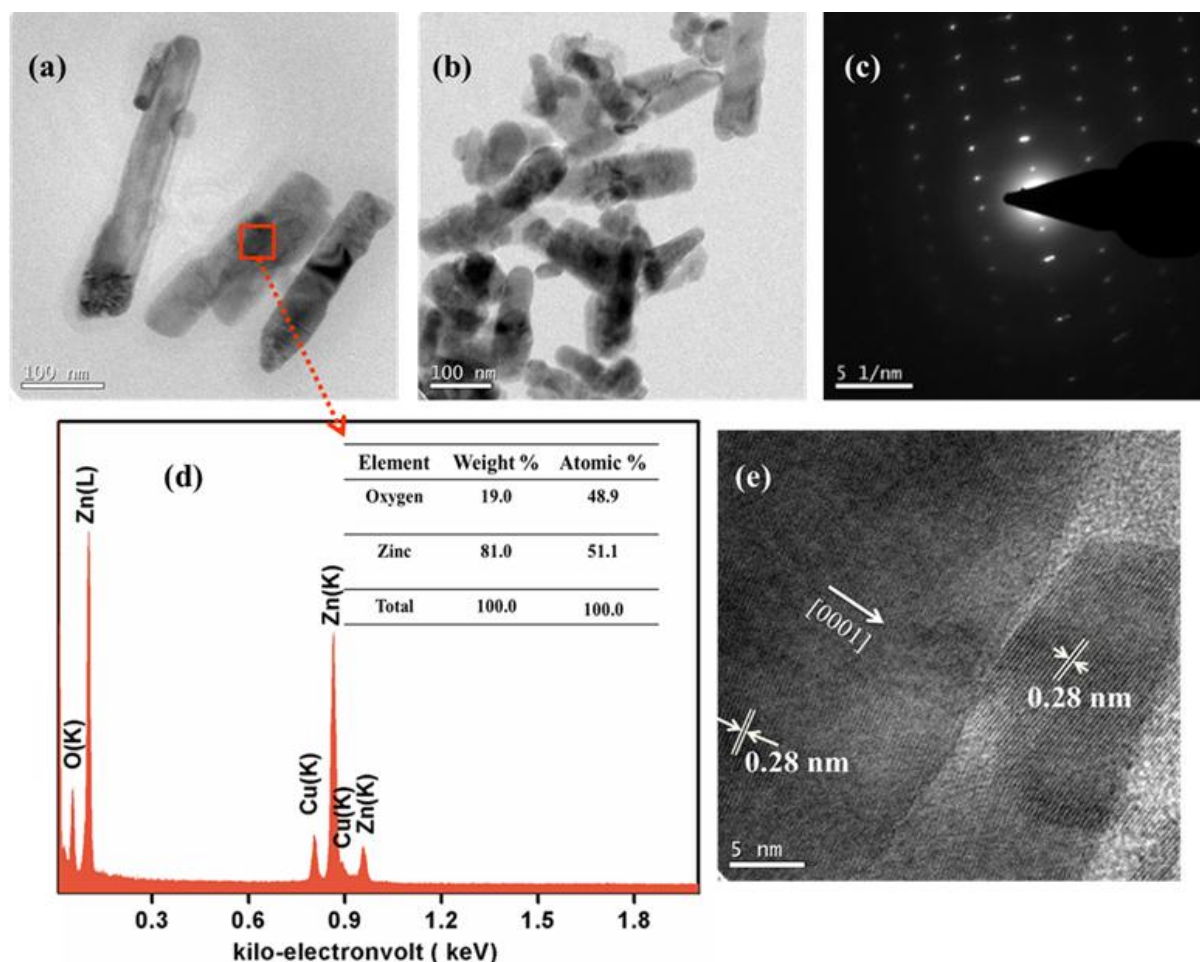 (a)
100 nm
(b)
100 nm
(c)
5 1/nm
(d)
Element Weight % Atomic %
Oxygen 19.0 48.9
Zinc 81.0 51.1
Total 100.0 100.0
O(K)
Zn(L)
Cu(K)
Zn(K)
Cu(K)
Zn(K)
0.3 0.6 0.9 1.2 1.5 1.8
kilo-electronvolt ( keV)
(e)
[0001]
0.28 nm
0.28 nm
5 nm